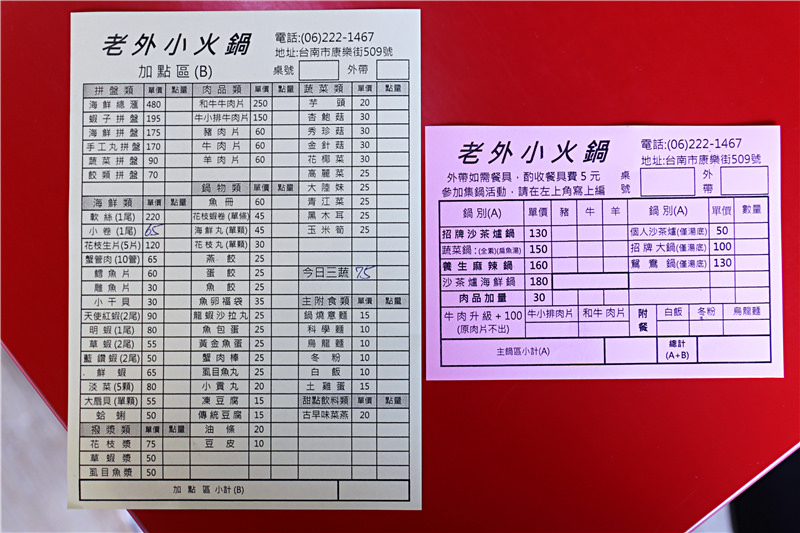 老外小火鍋 電話:(06)222-1467
地址:台南市康樂街509號
加點區(B) 桌號 外帶
拼盤類 單價 點量 肉品類 單價 點量 蔬菜類 單價 點量
海鮮總滙 480 和牛牛肉片 250 芋頭 20
蝦子拼盤 195 牛小排牛肉片 150 杏鮑菇 30
海鮮拼盤 175 豬肉片 60 秀珍菇 30
手工丸拼盤 170 牛肉片 60 金針菇 30
蔬菜拼盤 90 羊肉片 60 花椰菜 30
餃類拼盤 70 高麗菜 25
鍋物類 單價 點量 大陸妹 25
海鮮類 單價 點量 魚冊 60 青江菜 25
軟絲(1尾) 220 花枝蝦卷(單條) 45 黑木耳 25
小卷(1尾) 65 海鮮丸(單顆) 45 玉米筍 25
花枝生片(5片) 120 花枝丸(單顆) 30
蟹管肉(10管) 65 燕餃 25
鱈魚片 60 蛋餃 25 今日三蔬 75
雕魚片 60 魚餃 25
小干貝 30 魚卵福袋 35 主附食類 單價 點量
天使紅蝦(2尾) 90 龍蝦沙拉丸 25 鍋燒意麵 15
明蝦(1尾) 80 魚包蛋 25 科學麵 10
草蝦(2尾) 55 黃金魚蛋 25 烏龍麵 10
藍鑽蝦(2尾) 50 蟹肉棒 25 冬粉 10
鮮蝦 65 虱目魚丸 25 白飯 10
淡菜(5顆) 80 小貢丸 20 土雞蛋 15
大扇貝(單顆) 55 凍豆腐 15 甜點飲料類 單價 點量
蛤蜊 50 傳統豆腐 15 古早味菜燕 20
撥漿類 單價 點量 油條 20
花枝漿 75 豆皮 10
草蝦漿 50
虱目魚漿 50
加點區小計(B)
老外小火鍋 電話:(06)222-1467
地址:台南市康樂街509號
外帶如需餐具，酌收餐具費5元
參加集鍋活動，請在左上角寫上編
桌號 外帶
鍋別(A) 單價 豬 牛 羊 鍋別(A) 單價 數量
招牌沙茶爐鍋 130 個人沙茶爐(僅湯底) 50
蔬菜鍋:(全素)(扁魚湯) 150 招牌大鍋(僅湯底) 100
養生麻辣鍋 160 鴛鴦鍋(僅湯底) 130
沙茶爐海鮮鍋 180
肉品加量 30
牛肉升級+100
(原肉片不出)
牛小排肉片 和牛肉片 附餐 白飯 冬粉 烏龍麵
主鍋區小計(A) 總計
(A+B)